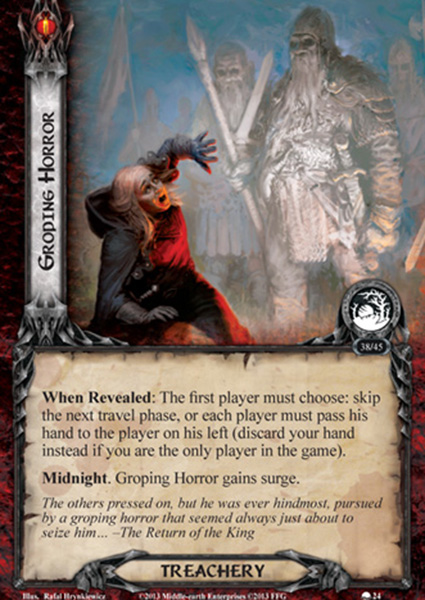 GROPING HORROR
38/45
When Revealed: The first player must choose: skip
the next travel phase, or each player must pass his
hand to the player on his left (discard your hand
instead if you are the only player in the game).
Midnight. Groping Horror gains surge.
The others pressed on, but he was ever hindmost, pursued
by a groping horror that seemed always just about to
seize him… –The Return of the King
TREACHERY
Illus. Rafał Hrynkiewicz ©2013 Middle-earth Enterprises ©2013 FFG 24